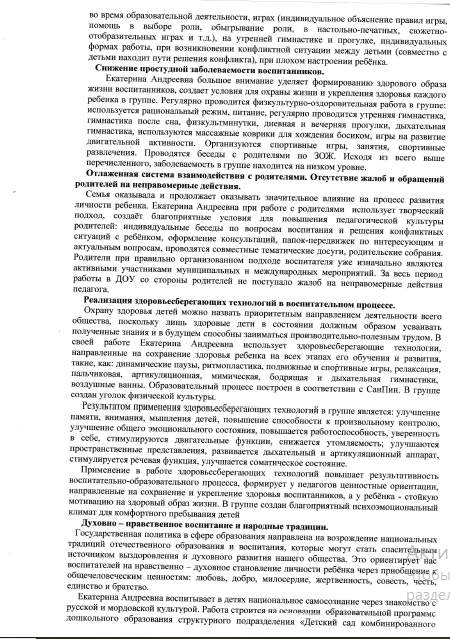 во время образовательной деятельности, играх (индивидуальное объяснение правил игры,
помощь в выборе роли, обыгрывание роли, в настольно-печатных, сюжетно-
отобразительных играх и т.д.), на утренней гимнастике и прогулке, индивидуальных
формах работы, при возникновении конфликтной ситуации между детьми (совместно с
детьми находит пути решения конфликта), при плохом настроении ребёнка.
Снижение простудной заболеваемости воспитанников.
Екатерина Андреевна большое внимание уделяет формированию здорового образа
жизни воспитанников, создает условия для охраны жизни и укрепления здоровья каждого
ребенка в группе. Регулярно проводится физкультурно-оздоровительная работа в группе:
используется рациональный режим, питание, регулярно проводится утренняя гимнастика,
гимнастика после сна, физкультминутки, дневная и вечерняя прогулки, дыхательная
гимнастика, используются массажные коврики для хождения босиком, игры на развитие
двигательной активности. Организуются спортивные игры, занятия, спортивные
развлечения. Проводятся беседы с родителями по ЗОЖ. Исходя из всего выше
перечисленного, заболеваемость в группе находится на низком уровне.
Отлаженная система взаимодействия с родителями. Отсутствие жалоб и обращений
родителей на неправомерные действия.
Семья оказывала и продолжает оказывать значительное влияние на процесс развития
личности ребенка. Екатерина Андреевна при работе с родителями использует творческий
подход, создаёт благоприятные условия для повышения педагогической культуры
родителей: индивидуальные беседы по вопросам воспитания и решения конфликтных
ситуаций с ребёнком, оформление консультаций, папок-передвижек по интересующим и
актуальным вопросам, проводятся совместные тематические досуги, родительские собрания.
Родители при правильно организованном подходе воспитателя уже изначально являются
активными участниками муниципальных и международных мероприятий. За весь период
работы в ДОУ со стороны родителей не поступало жалоб на неправомерные действия
педагога.
Реализация здоровьесберегающих технологий в воспитательном процессе.
Охрану здоровья детей можно назвать приоритетным направлением деятельности всего
общества, поскольку лишь здоровые дети в состоянии должным образом усваивать
полученные знания и в будущем способны заниматься производительно-полезным трудом. В
своей работе Екатерина Андреевна использует здоровьесберегающие технологии,
направленные на сохранение здоровья ребенка на всех этапах его обучения и развития,
такие, как: динамические паузы, ритмопластика, подвижные и спортивные игры, релаксация,
пальчиковая, артикуляционная, мимическая, бодрящая и дыхательная гимнастики,
воздушные ванны. Образовательный процесс построен в соответствии с СанПин. В группе
создан уголок физической культуры.
Результатом применения здоровьесберегающих технологий в группе является: улучшение
памяти, внимания, мышления детей, повышение способности к произвольному контролю,
улучшение общего эмоционального состояния, повышается работоспособность, уверенность
в себе, стимулируются двигательные функции, снижается утомляемость; улучшаются
пространственные представления, развивается дыхательный и артикуляционный аппарат,
стимулируется речевая функция, улучшается соматическое состояние.
Применение в работе здоровьесберегающих технологий повышает результативность
воспитательно-образовательного процесса, формирует у педагогов ценностные ориентации,
направленные на сохранение и укрепление здоровья воспитанников, а у ребёнка - стойкую
мотивацию на здоровый образ жизни. В группе создан благоприятный психоэмоциональный
климат для комфортного пребывания детей
Духовно – нравственное воспитание и народные традиции.
Государственная политика в сфере образования направлена на возрождение национальных
традиций отечественного образования и воспитания, которые могут стать спасительным
источником выздоровления и духовного развития нашего общества. Это ориентирует нас
воспитателей на нравственно – духовное становление личности ребёнка через приобщение к
общечеловеческим ценностям: любовь, добро, милосердие, жертвенность, совесть, честь,
единство и братство.
Екатерина Андреевна воспитывает в детях национальное самосознание через знакомство с
русской и мордовской культурой. Работа строится на основании образовательной программе
дошкольного образования структурного подразделения «Детский сад комбинированного